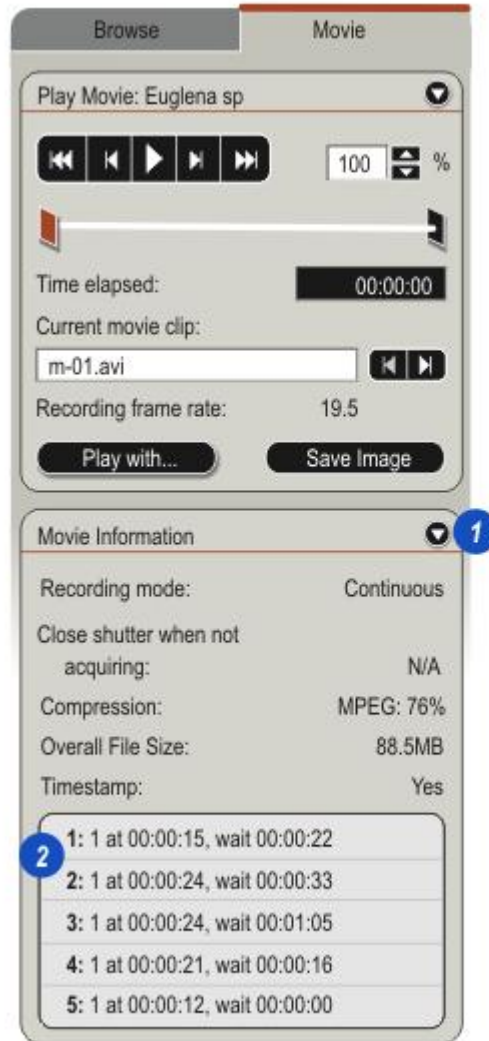 Browse Movie
Play Movie: Euglena sp
100 %
Time elapsed: 00:00:00
Current movie clip:
m-01.avi
Recording frame rate: 19.5
Play with... Save Image
Movie Information 1
Recording mode: Continuous
Close shutter when not
acquiring: N/A
Compression: MPEG: 76%
Overall File Size: 88.5MB
Timestamp: Yes
2
1: 1 at 00:00:15, wait 00:00:22
2: 1 at 00:00:24, wait 00:00:33
3: 1 at 00:00:24, wait 00:01:05
4: 1 at 00:00:21, wait 00:00:16
5: 1 at 00:00:12, wait 00:00:00